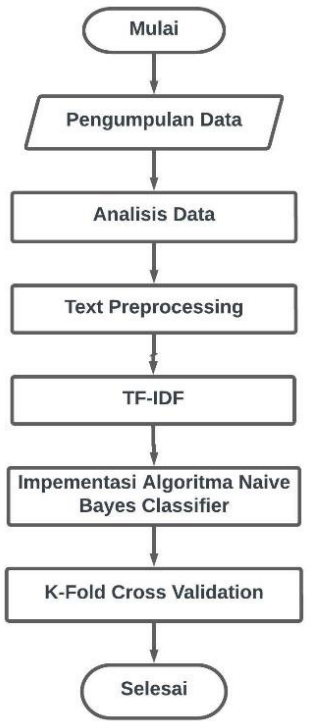 Mulai
Pengumpulan Data
Analisis Data
Text Preprocessing
TF-IDF
Impementasi Algoritma Naive
Bayes Classifier
K-Fold Cross Validation
Selesai